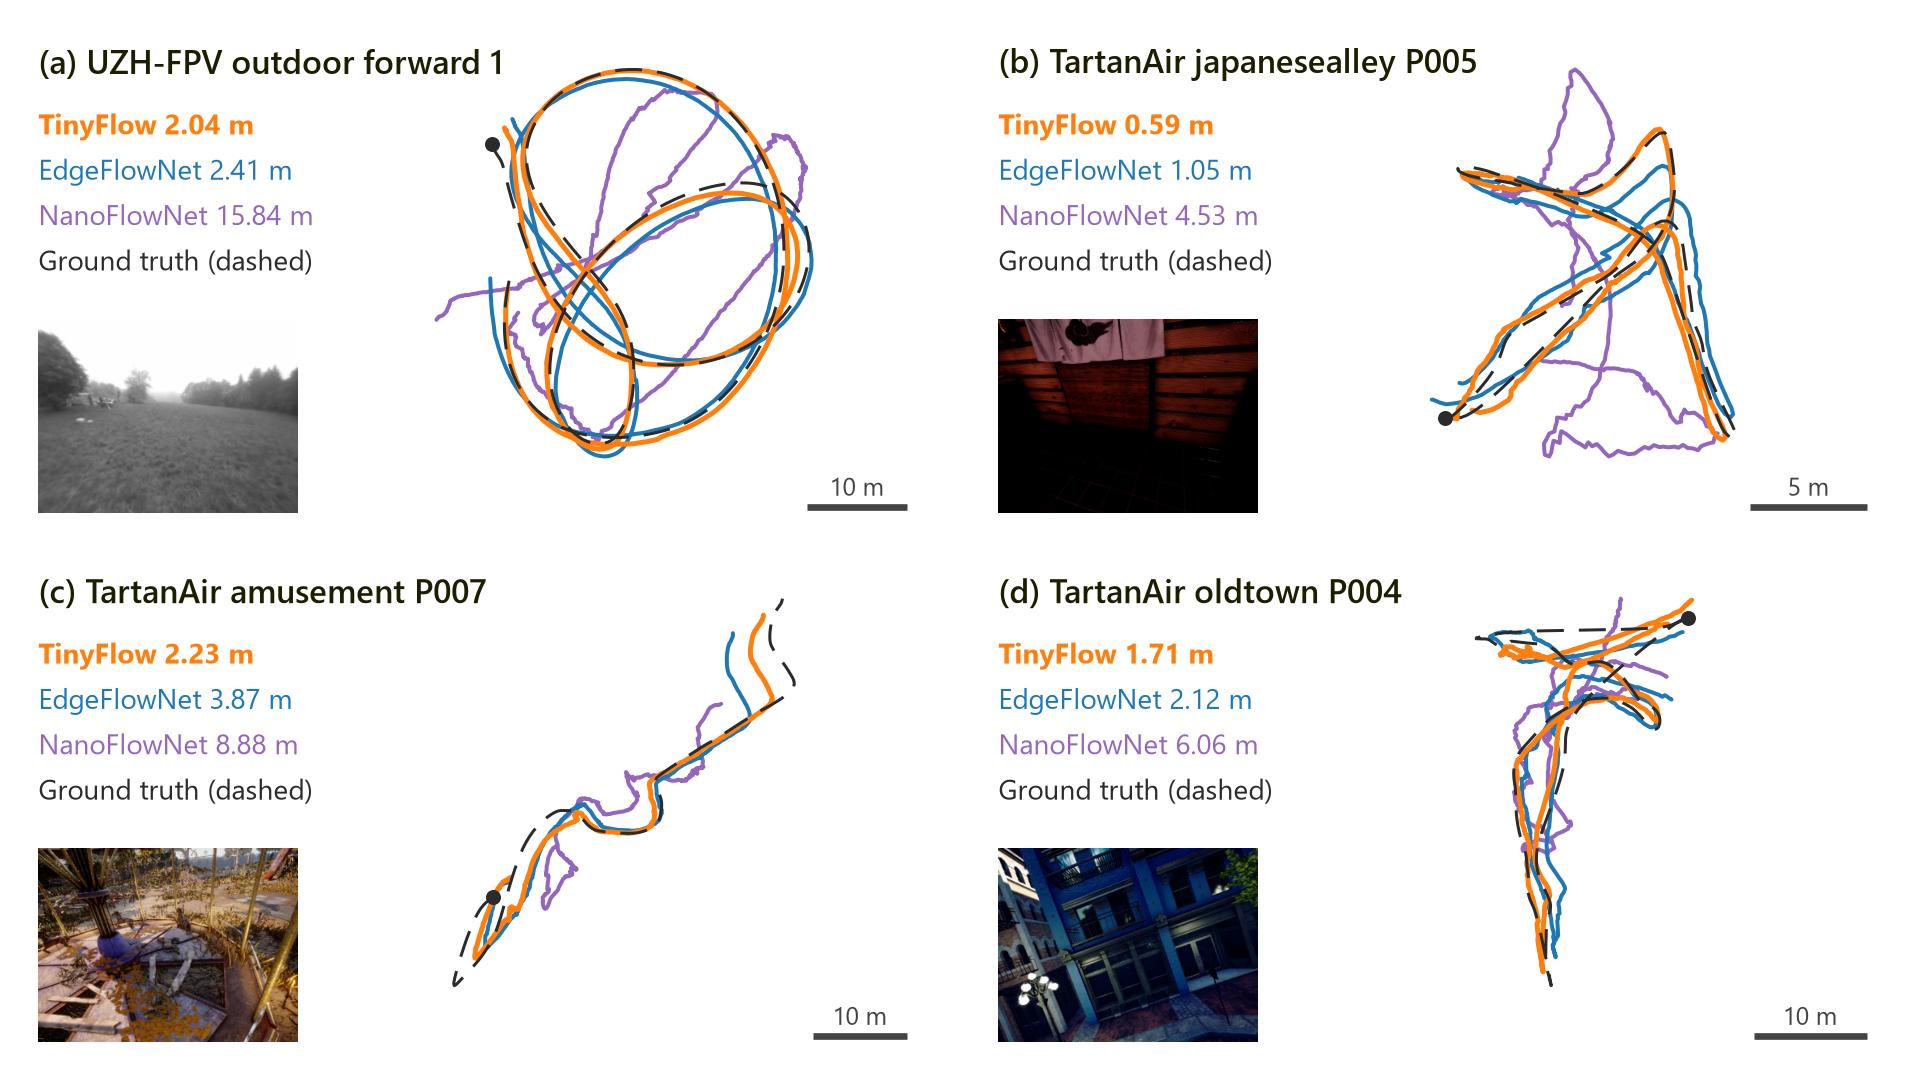 (a) UZH-FPV outdoor forward 1
TinyFlow 2.04 m
EdgeFlowNet 2.41 m
NanoFlowNet 15.84 m
Ground truth (dashed)
10 m
(b) TartanAir japanesealley P005
TinyFlow 0.59 m
EdgeFlowNet 1.05 m
NanoFlowNet 4.53 m
Ground truth (dashed)
5 m
(c) TartanAir amusement P007
TinyFlow 2.23 m
EdgeFlowNet 3.87 m
NanoFlowNet 8.88 m
Ground truth (dashed)
10 m
(d) TartanAir oldtown P004
TinyFlow 1.71 m
EdgeFlowNet 2.12 m
NanoFlowNet 6.06 m
Ground truth (dashed)
10 m